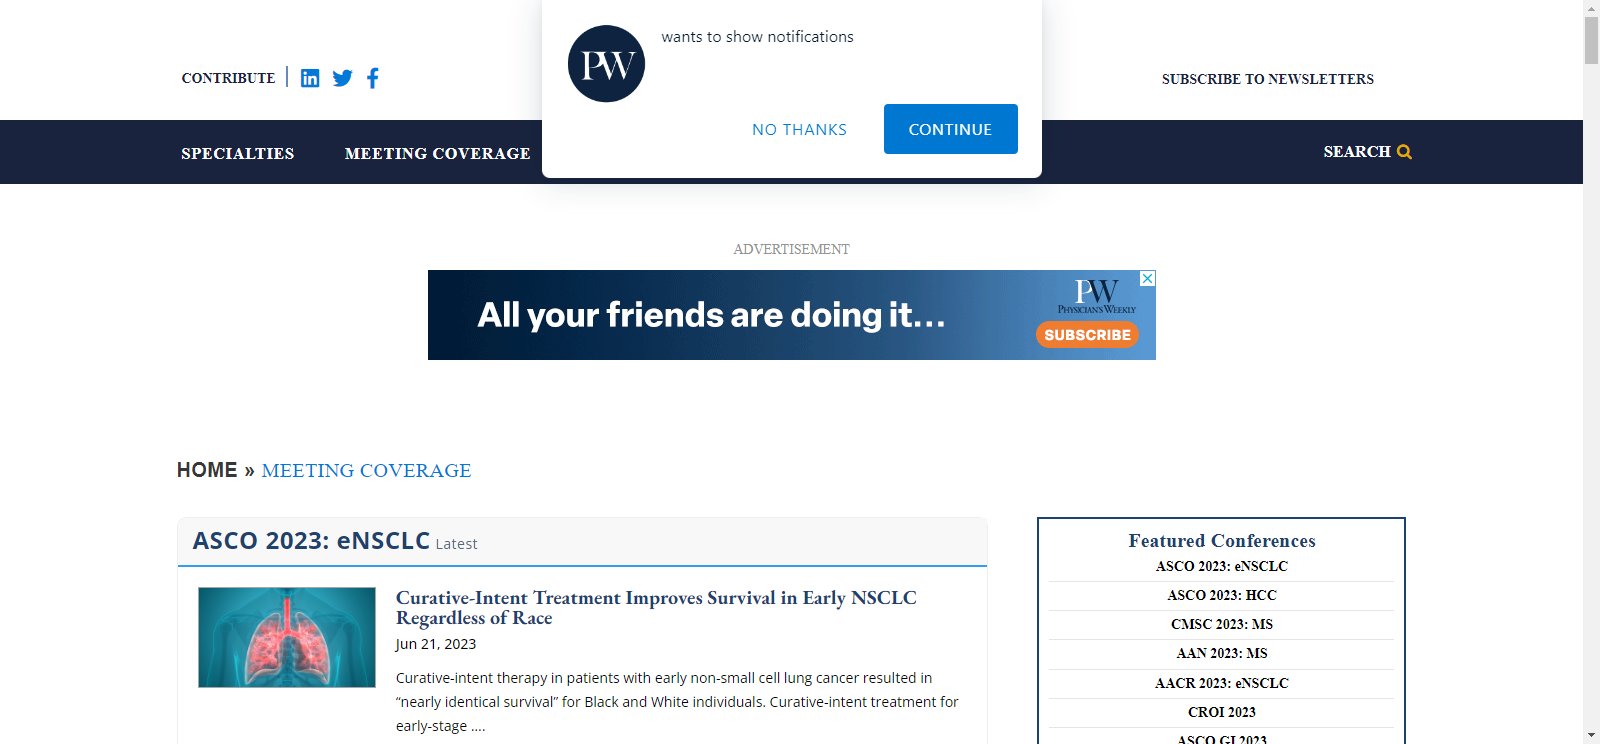 PW
wants to show notifications
NO THANKS
CONTINUE
CONTRIBUTE
SUBSCRIBE TO NEWSLETTERS
SPECIALTIES
MEETING COVERAGE
SEARCH
ADVERTISEMENT
All your friends are doing it...
PW
PHYSICIAN'S WEEKLY
SUBSCRIBE
HOME » MEETING COVERAGE
ASCO 2023: eNSCLC Latest
Curative-Intent Treatment Improves Survival in Early NSCLC
Regardless of Race
Jun 21, 2023
Curative-intent therapy in patients with early non-small cell lung cancer resulted in
“nearly identical survival” for Black and White individuals. Curative-intent treatment for
early-stage ....
Featured Conferences
ASCO 2023: eNSCLC
ASCO 2023: HCC
CMSC 2023: MS
AAN 2023: MS
AACR 2023: eNSCLC
CROI 2023
ASCO GI 2023